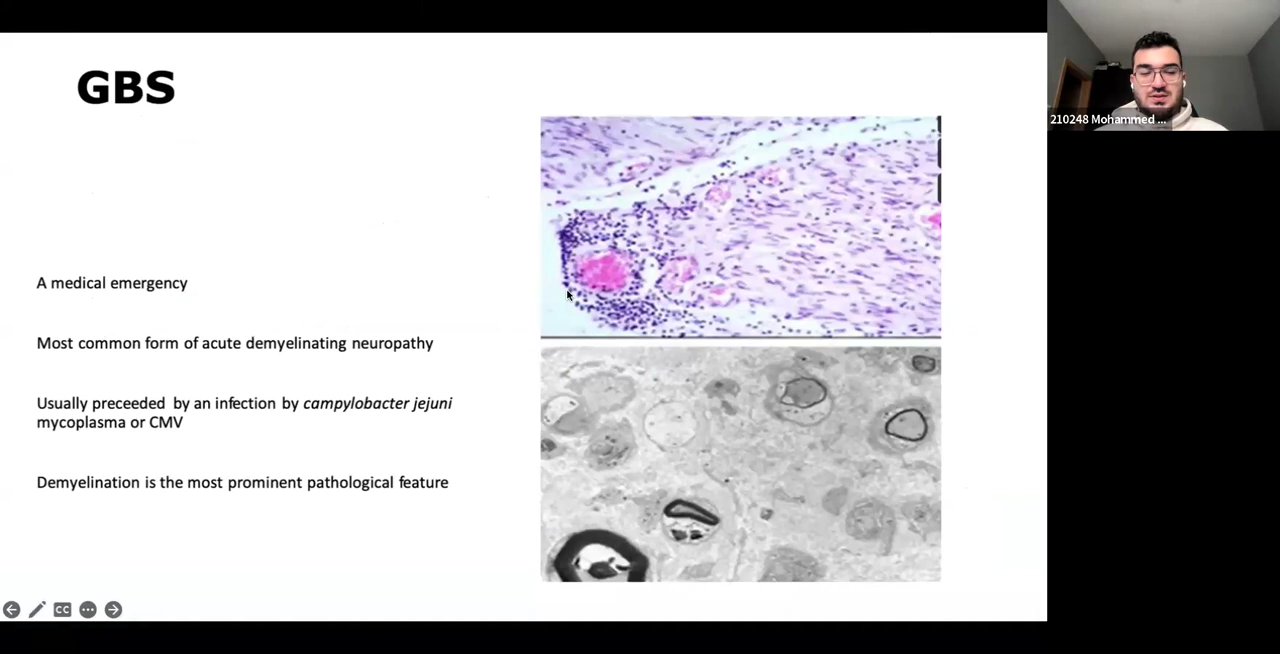 GBS
A medical emergency
Most common form of acute demyelinating neuropathy
Usually preceeded by an infection by campylobacter jejuni
mycoplasma or CMV
Demyelination is the most prominent pathological feature
CC
210248 Mohammed ...